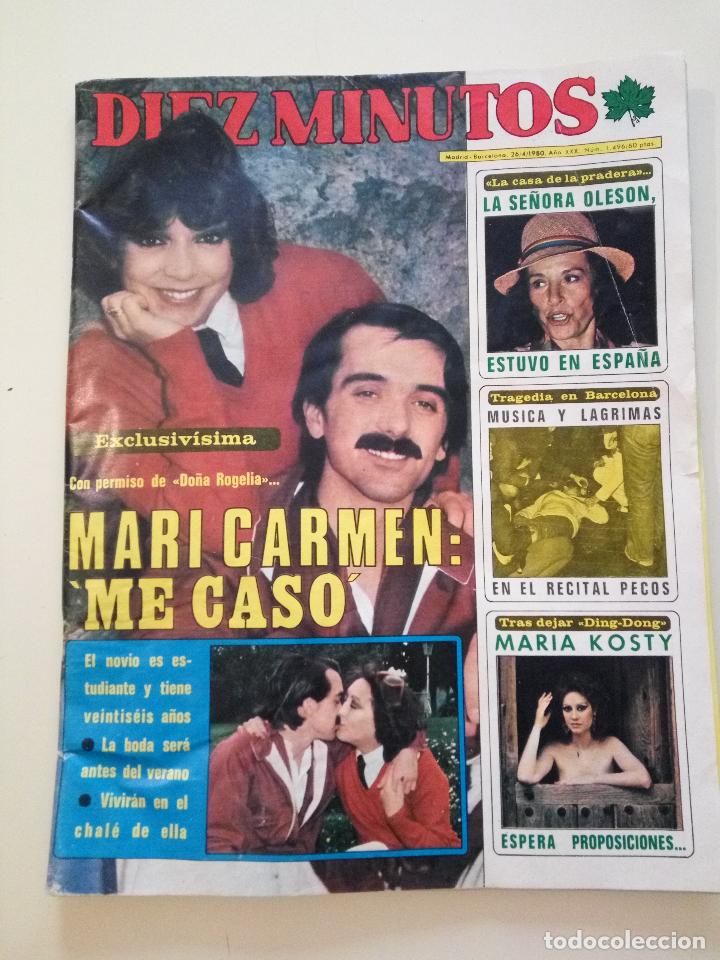 DIEZ MINUTOS
Madrid-Barcelona, 26/4/1980. Año XXX. Núm. 1.496/60 ptas.
«La casa de la pradera»...
LA SEÑORA OLESON,
ESTUVO EN ESPAÑA
Tragedia en Barcelona
MUSICA Y LAGRIMAS
EN EL RECITAL PECOS
Tras dejar «Ding-Dong»
MARIA KOSTY
ESPERA PROPOSICIONES...
Exclusivísima
Con permiso de «Doña Rogelia»...
MARI CARMEN:
`ME CASO´
El novio es es-
tudiante y tiene
veintiséis años
● La boda será
antes del verano
● Vivirán en el
chalé de ella
todocoleccion.net